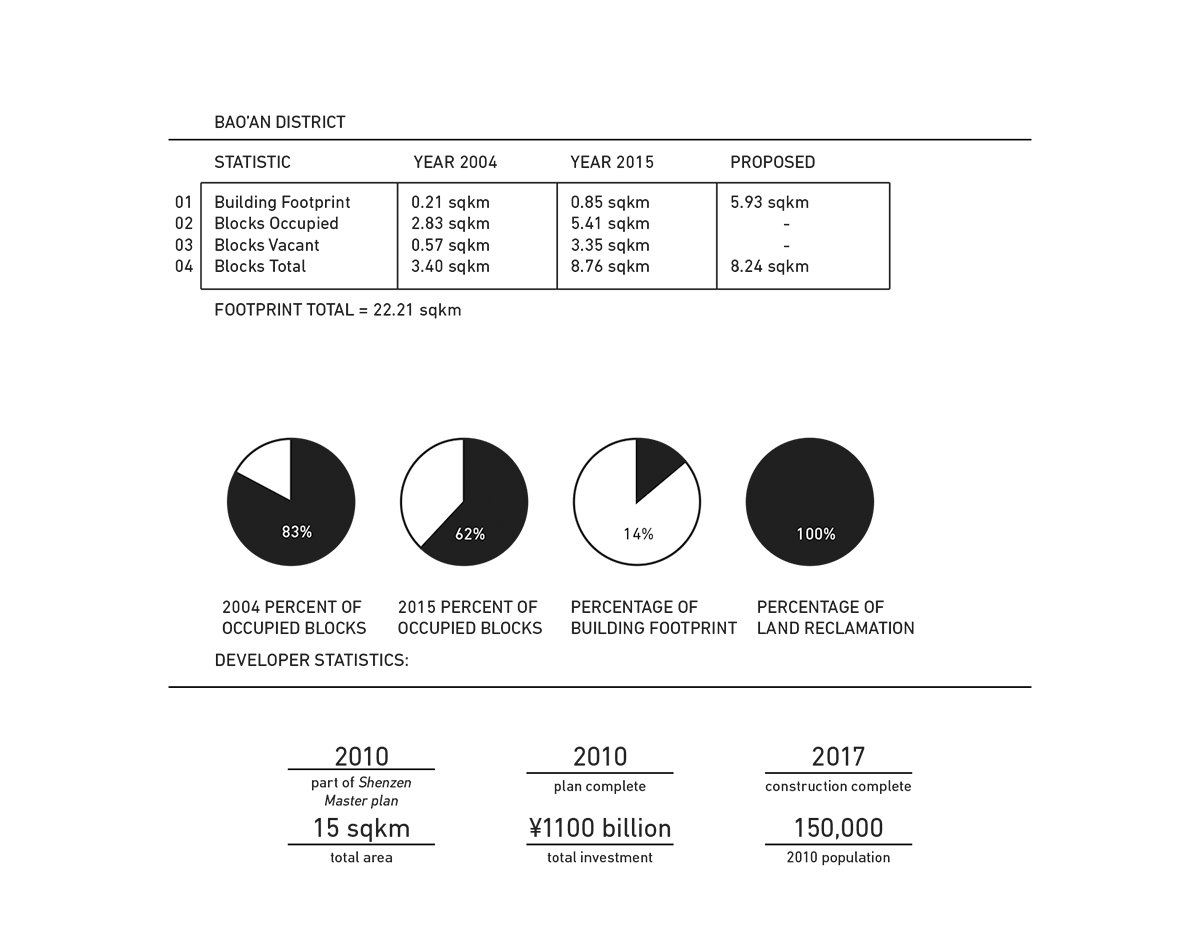 BAO'AN DISTRICT
STATISTIC YEAR 2004 YEAR 2015 PROPOSED
01 Building Footprint 0.21 sqkm 0.85 sqkm 5.93 sqkm
02 Blocks Occupied 2.83 sqkm 5.41 sqkm -
03 Blocks Vacant 0.57 sqkm 3.35 sqkm -
04 Blocks Total 3.40 sqkm 8.76 sqkm 8.24 sqkm
FOOTPRINT TOTAL = 22.21 sqkm
83% 62% 14% 100%
2004 PERCENT OF 2015 PERCENT OF PERCENTAGE OF PERCENTAGE OF
OCCUPIED BLOCKS OCCUPIED BLOCKS BUILDING FOOTPRINT LAND RECLAMATION
DEVELOPER STATISTICS:
2010 2010 2017
part of Shenzen plan complete construction complete
Master plan
15 sqkm ¥1100 billion 150,000
total area total investment 2010 population